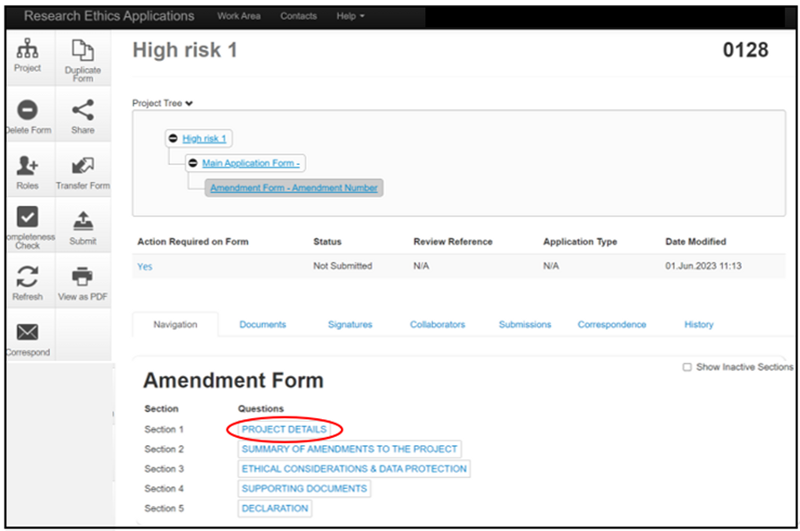 Research Ethics Applications Work Area Contacts Help
Project
Duplicate
Form
Delete Form
Share
Roles
Transfer Form
ompleteness
Check
Submit
Refresh
View as PDF
Correspond
High risk 1
0128
Project Tree
High risk 1
Main Application Form -
Amendment Form - Amendment Number
Action Required on Form Status Review Reference Application Type Date Modified
Yes Not Submitted N/A N/A 01.Jun.2023 11:13
Navigation Documents Signatures Collaborators Submissions Correspondence History
Show Inactive Sections
Amendment Form
Section Questions
Section 1 PROJECT DETAILS
Section 2 SUMMARY OF AMENDMENTS TO THE PROJECT
Section 3 ETHICAL CONSIDERATIONS & DATA PROTECTION
Section 4 SUPPORTING DOCUMENTS
Section 5 DECLARATION